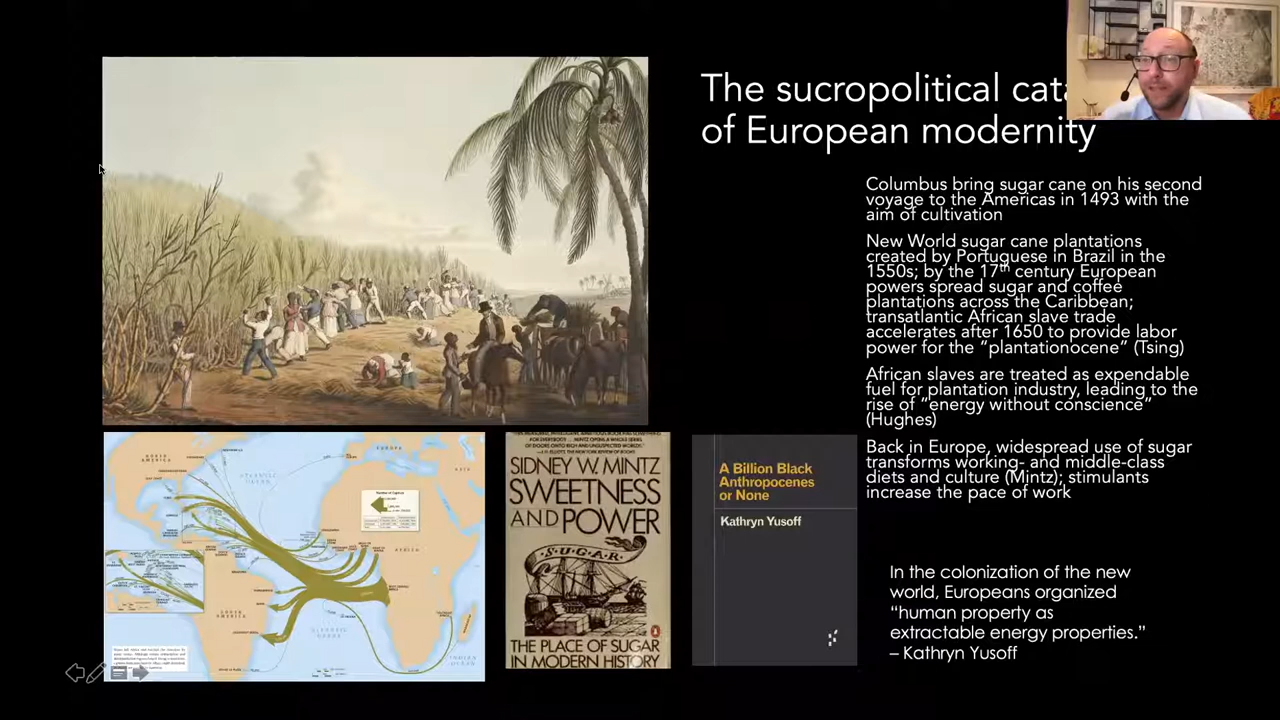 The sucropolitical
of European modernity
Columbus bring sugar cane on his second
voyage to the Americas in 1493 with the
aim of cultivation
New World sugar cane plantations
created by Portuguese in Brazil in the
1550s; by the 17th century European
powers spread sugar and coffee
plantations across the Caribbean;
transatlantic African slave trade
accelerates after 1650 to provide labor
power for the “plantationocene” (Tsing)
African slaves are treated as expendable
fuel for plantation industry, leading to the
rise of “energy without conscience”
(Hughes)
Back in Europe, widespread use of sugar
transforms working- and middle-class
diets and culture (Mintz); stimulants
increase the pace of work
In the colonization of the new
world, Europeans organized
“human property as
extractable energy properties.”
– Kathryn Yusoff
SIDNEY W. MINTZ
SWEETNESS
AND POWER
SUGAR
THE PLACE OF SUGAR
IN MODERN HISTORY
A Billion Black
Anthropocenes
or None
Kathryn Yusoff
EUROPE
ASIA
AFRICA